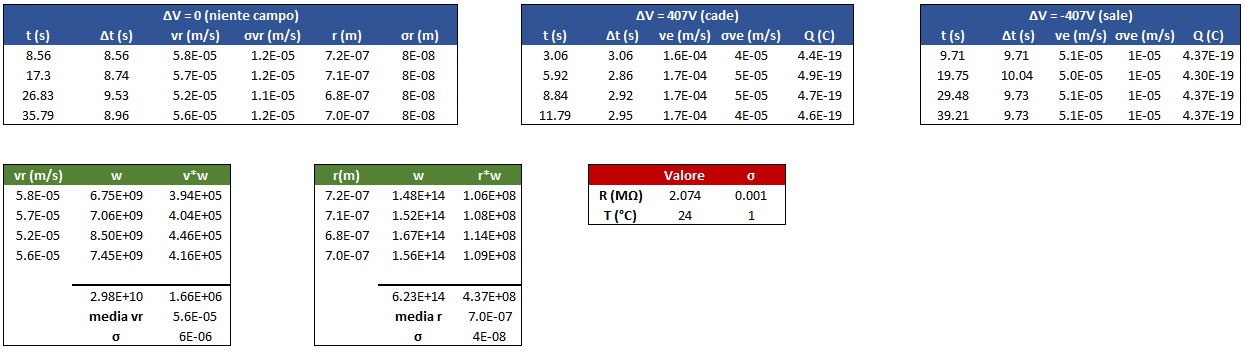 ΔV = 0 (niente campo)
t (s) Δt (s) vr (m/s) σvr (m/s) r (m) σr (m)
8.56 8.56 5.8E-05 1.2E-05 7.2E-07 8E-08
17.3 8.74 5.7E-05 1.2E-05 7.1E-07 8E-08
26.83 9.53 5.2E-05 1.1E-05 6.8E-07 8E-08
35.79 8.96 5.6E-05 1.2E-05 7.0E-07 8E-08
ΔV = 407V (cade)
t (s) Δt (s) ve (m/s) σve (m/s) Q (C)
3.06 3.06 1.6E-04 4E-05 4.4E-19
5.92 2.86 1.7E-04 5E-05 4.9E-19
8.84 2.92 1.7E-04 5E-05 4.7E-19
11.79 2.95 1.7E-04 4E-05 4.6E-19
ΔV = -407V (sale)
t (s) Δt (s) ve (m/s) σve (m/s) Q (C)
9.71 9.71 5.1E-05 1E-05 4.37E-19
19.75 10.04 5.0E-05 1E-05 4.30E-19
29.48 9.73 5.1E-05 1E-05 4.37E-19
39.21 9.73 5.1E-05 1E-05 4.37E-19
vr (m/s) w v*w
5.8E-05 6.75E+09 3.94E+05
5.7E-05 7.06E+09 4.04E+05
5.2E-05 8.50E+09 4.46E+05
5.6E-05 7.45E+09 4.16E+05
2.98E+10 1.66E+06
media vr 5.6E-05
σ 6E-06
r(m) w r*w
7.2E-07 1.48E+14 1.06E+08
7.1E-07 1.52E+14 1.08E+08
6.8E-07 1.67E+14 1.14E+08
7.0E-07 1.56E+14 1.09E+08
6.23E+14 4.37E+08
media r 7.0E-07
σ 4E-08
Valore σ
R (MΩ) 2.074 0.001
T (°C) 24 1